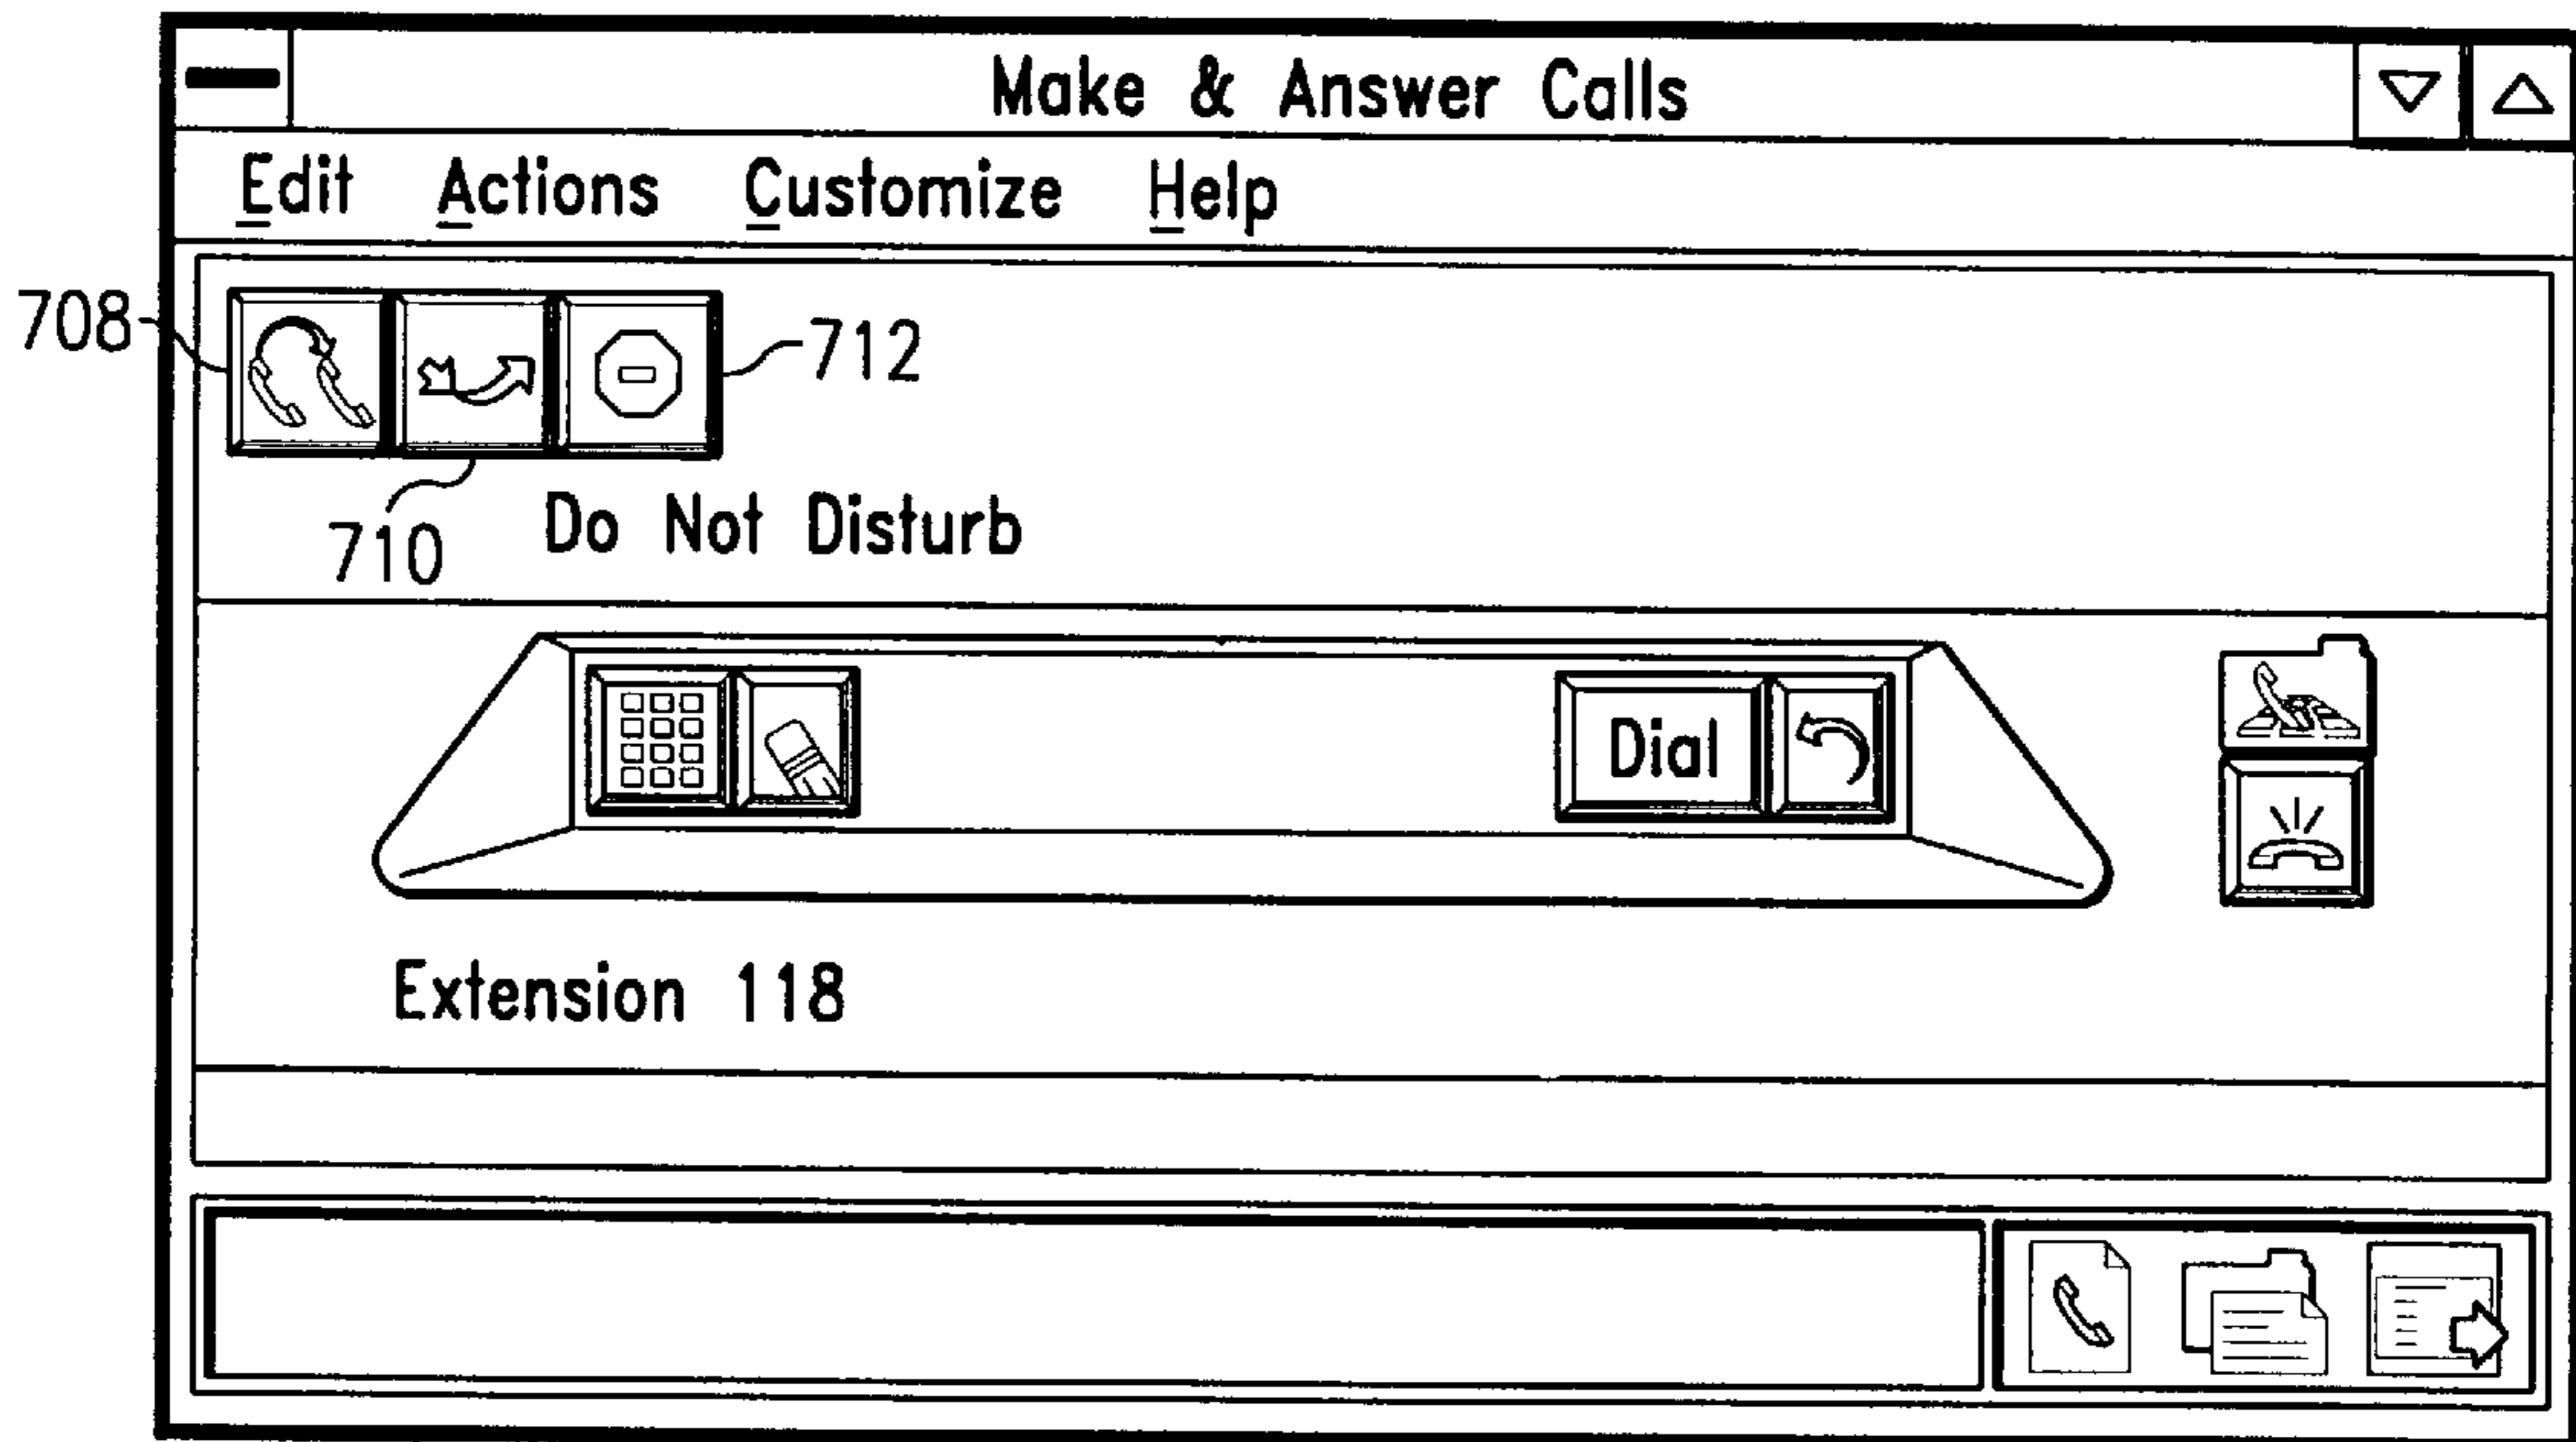 Make & Answer Calls
Edit Actions Customize Help
708
712
710
Do Not Disturb
Dial
Extension 118